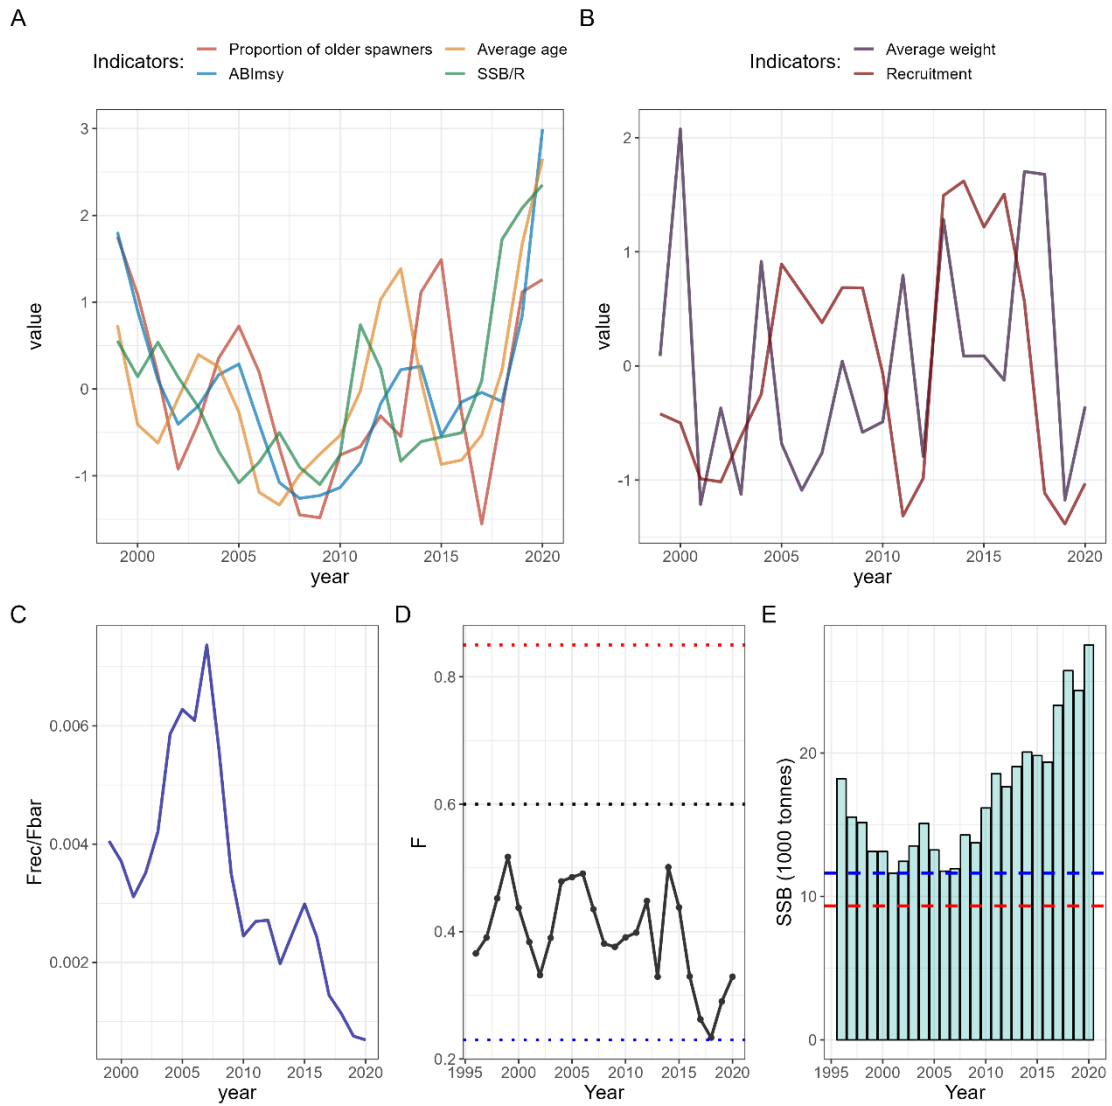 A
B
Indicators:
Proportion of older spawners
Average age
ABImsy
SSB/R
Indicators:
Average weight
Recruitment
3
2
1
0
-1
value
2000
2005
2010
2015
2020
year
2
1
0
-1
value
2000
2005
2010
2015
2020
year
C
D
E
0.006
0.004
0.002
Frec/Fbar
2000
2005
2010
2015
2020
year
0.8
0.6
0.4
0.2
F
1995
2000
2005
2010
2015
2020
Year
20
10
0
SSB (1000 tonnes)
1995
2000
2005
2010
2015
2020
Year